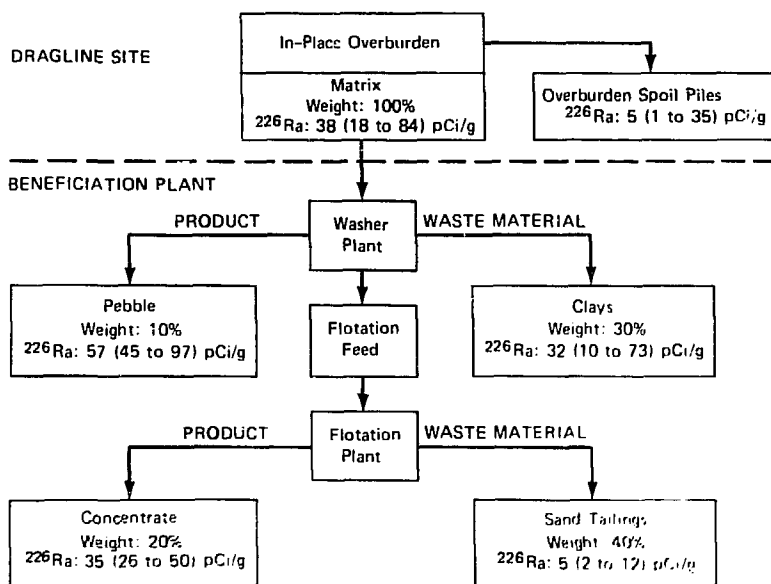 DRAGLINE SITE
In-Place Overburden
Matrix
Weight: 100%
226Ra: 38 (18 to 84) pCi/g
Overburden Spoil Piles
226Ra: 5 (1 to 35) pCi/g
BENEFICIATION PLANT
PRODUCT
Washer
Plant
WASTE MATERIAL
Pebble
Weight: 10%
226Ra: 57 (45 to 97) pCi/g
Flotation
Feed
Clays
Weight: 30%
226Ra: 32 (10 to 73) pCi/g
PRODUCT
Flotation
Plant
WASTE MATERIAL
Concentrate
Weight: 20%
226Ra: 35 (26 to 50) pCi/g
Sand Tailings
Weight: 40%
226Ra: 5 (2 to 12) pCi/g